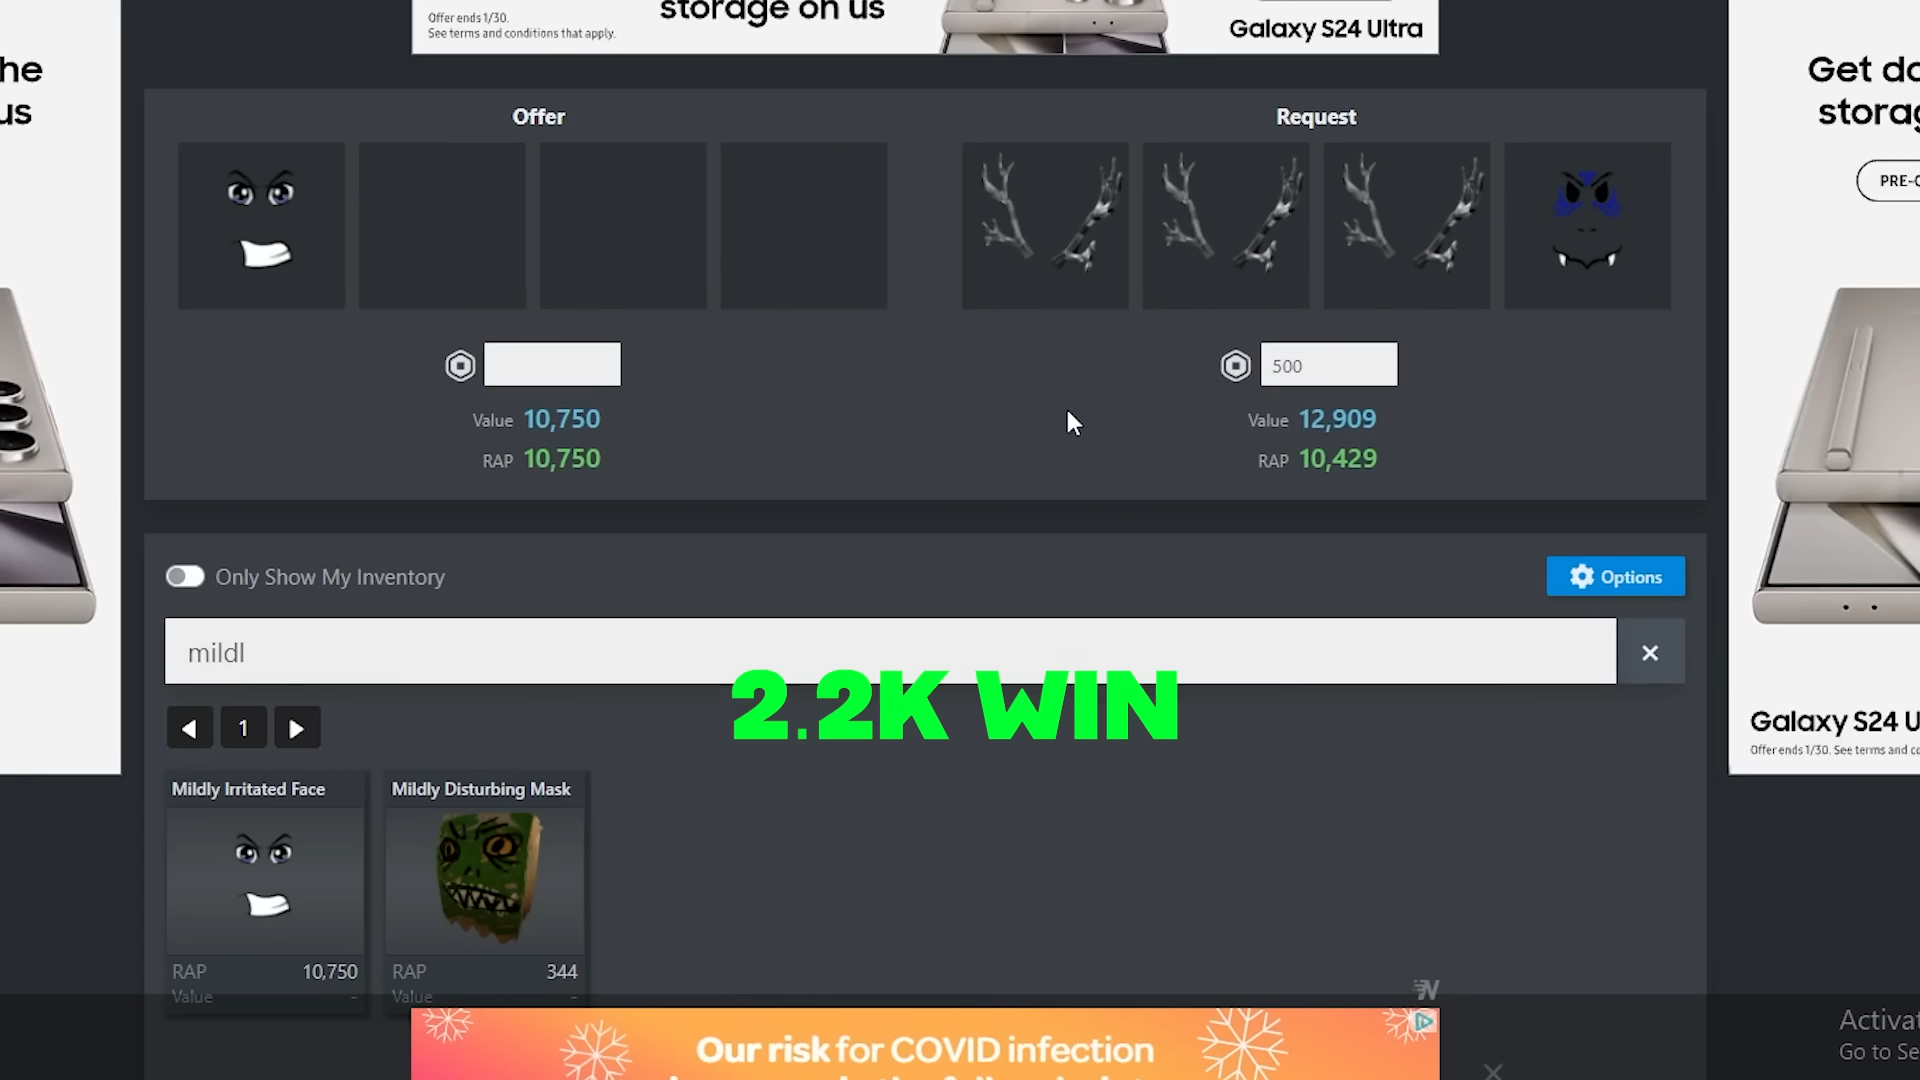 storage on us
Offer ends 1/30.
See terms and conditions that apply.
Galaxy S24 Ultra
he
us
Get do
storag
PRE-O
Offer
Request
500
Value 10,750
RAP 10,750
Value 12,909
RAP 10,429
Only Show My Inventory
Options
mildl
2.2K WIN
1
Mildly Irritated Face
Mildly Disturbing Mask
RAP 10,750
Value -
RAP 344
Value -
Galaxy S24 U
Offer ends 1/30. See terms and co
N
Our risk for COVID infection
Activat
Go to Se